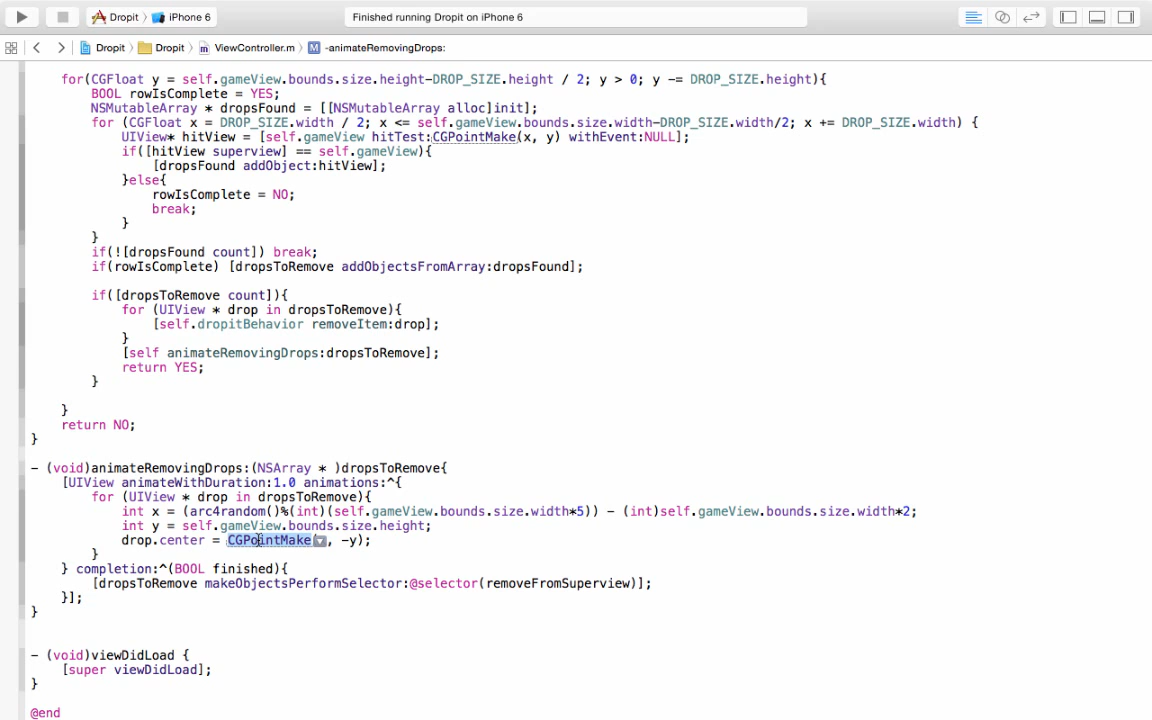 Dropit iPhone 6 Finished running Dropit on iPhone 6
Dropit Dropit ViewController.m M -animateRemovingDrops:
for(CGFloat y = self.gameView.bounds.size.height-DROP_SIZE.height / 2; y > 0; y -= DROP_SIZE.height){
BOOL rowIsComplete = YES;
NSMutableArray * dropsFound = [[NSMutableArray alloc]init];
for (CGFloat x = DROP_SIZE.width / 2; x <= self.gameView.bounds.size.width-DROP_SIZE.width/2; x += DROP_SIZE.width) {
UIView* hitView = [self.gameView hitTest:CGPointMake(x, y) withEvent:NULL];
if([hitView superview] == self.gameView){
[dropsFound addObject:hitView];
}else{
rowIsComplete = NO;
break;
}
}
if(![dropsFound count]) break;
if(rowIsComplete) [dropsToRemove addObjectsFromArray:dropsFound];
if([dropsToRemove count]){
for (UIView * drop in dropsToRemove){
[self.dropitBehavior removeItem:drop];
}
[self animateRemovingDrops:dropsToRemove];
return YES;
}
}
return NO;
}
- (void)animateRemovingDrops:(NSArray * )dropsToRemove{
[UIView animateWithDuration:1.0 animations:^{
for (UIView * drop in dropsToRemove){
int x = (arc4random()%(int)(self.gameView.bounds.size.width*5)) - (int)self.gameView.bounds.size.width*2;
int y = self.gameView.bounds.size.height;
drop.center = CGPointMake , -y);
}
} completion:^(BOOL finished){
[dropsToRemove makeObjectsPerformSelector:@selector(removeFromSuperview)];
}];
}
- (void)viewDidLoad {
[super viewDidLoad];
}
@end